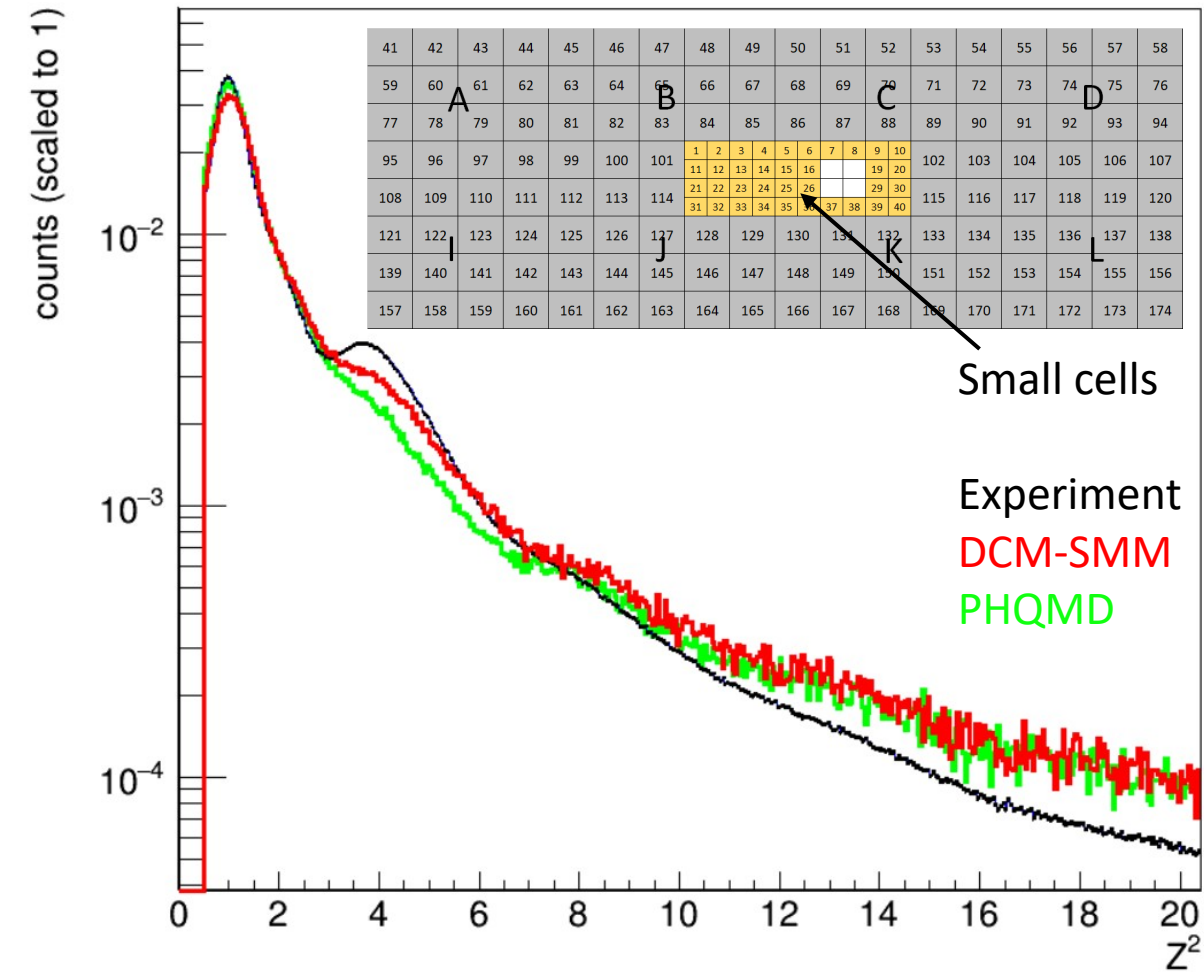 counts (scaled to 1)
41 42 43 44 45 46 47 48 49 50 51 52 53 54 55 56 57 58
59 60 61 62 63 64 65 66 67 68 69 70 71 72 73 74 75 76
A B C D
77 78 79 80 81 82 83 84 85 86 87 88 89 90 91 92 93 94
1 2 3 4 5 6 7 8 9 10
95 96 97 98 99 100 101 102 103 104 105 106 107
11 12 13 14 15 16 19 20
21 22 23 24 25 26 29 30
108 109 110 111 112 113 114 115 116 117 118 119 120
31 32 33 34 35 37 38 39 40
121 122 123 124 125 126 127 128 129 130 131 132 133 134 135 136 137 138
I J K L
139 140 141 142 143 144 145 146 147 148 149 150 151 152 153 154 155 156
157 158 159 160 161 162 163 164 165 166 167 168 169 170 171 172 173 174
Small cells
Experiment
DCM-SMM
PHQMD
10⁻²
10⁻³
10⁻⁴
0 2 4 6 8 10 12 14 16 18 20
Z²